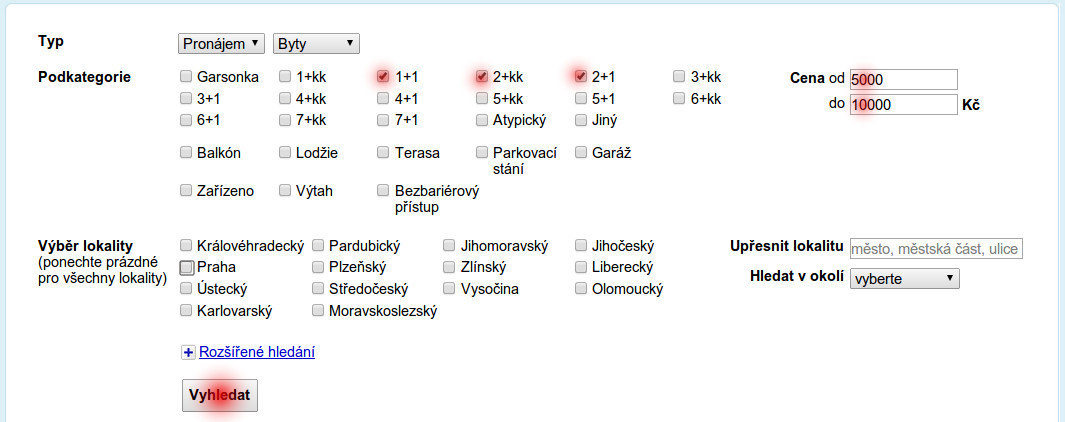 Typ Pronájem Byty
Podkategorie Garsonka 1+kk 1+1 2+kk 2+1 3+kk Cena od 5000
3+1 4+kk 4+1 5+kk 5+1 6+kk do 10000 Kč
6+1 7+kk 7+1 Atypický Jiný
Balkón Lodžie Terasa Parkovací stání Garáž
Zařízeno Výtah Bezbariérový přístup
Výběr lokality Královéhradecký Pardubický Jihomoravský Jihočeský Upřesnit lokalitu město, městská část, ulice
(ponechte prázdné Praha Plzeňský Zlínský Liberecký Hledat v okolí vyberte
pro všechny lokality) Ústecký Středočeský Vysočina Olomoucký
Karlovarský Moravskoslezský
Rozšířené hledání
Vyhledat